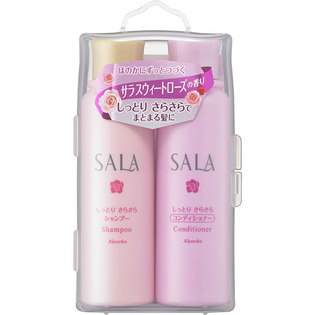 ほのかにずっとつづく
サラスウィートローズの香り
しっとり さらさらで
まとまる髪に
SALA
しっとり さらさら
シャンプー
Shampoo
Kanebo
SALA
しっとり さらさら
コンディショナー
Conditioner
Kanebo